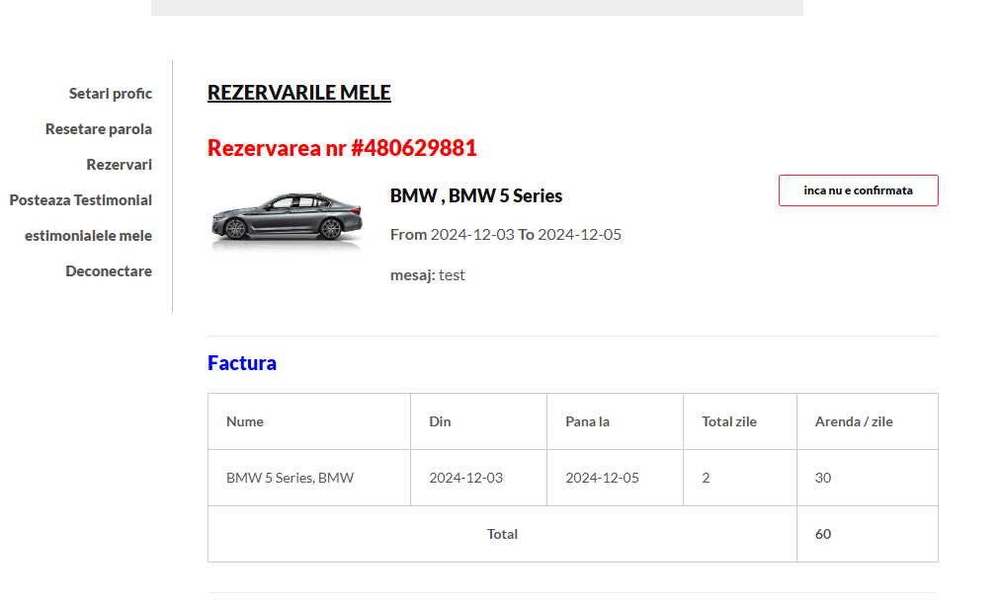 Setari profic
Resetare parola
Rezervari
Posteaza Testimonial
estimonialele mele
Deconectare
REZERVARILE MELE
Rezervarea nr #480629881
BMW , BMW 5 Series
inca nu e confirmata
From 2024-12-03 To 2024-12-05
mesaj: test
Factura
Nume Din Pana la Total zile Arenda / zile
BMW 5 Series, BMW 2024-12-03 2024-12-05 2 30
Total 60